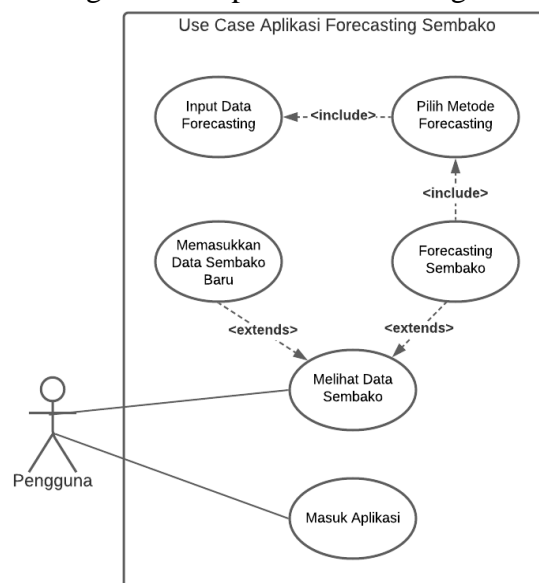 Use Case Aplikasi Forecasting Sembako
Input Data
Forecasting
<include>
Pilih Metode
Forecasting
<include>
Memasukkan
Data Sembako
Baru
Forecasting
Sembako
<extends>
<extends>
Melihat Data
Sembako
Pengguna
Masuk Aplikasi